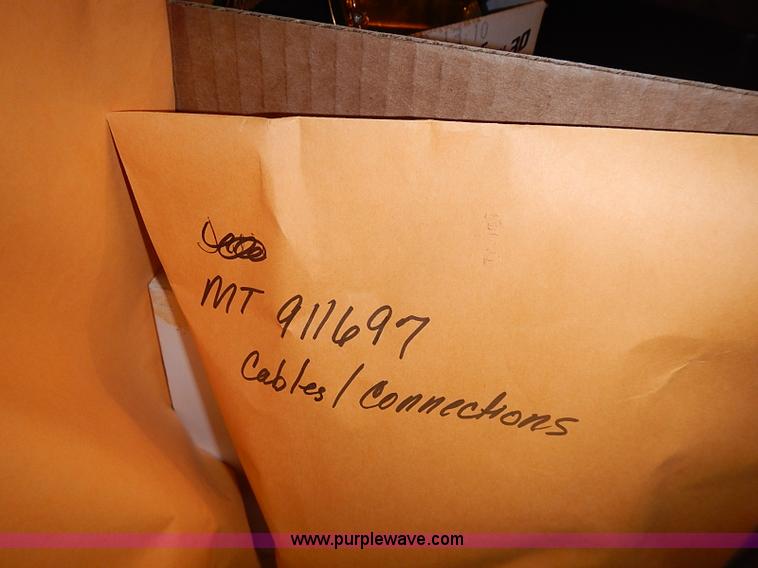 MT 911697
Cables/Connections
www.purplewave.com